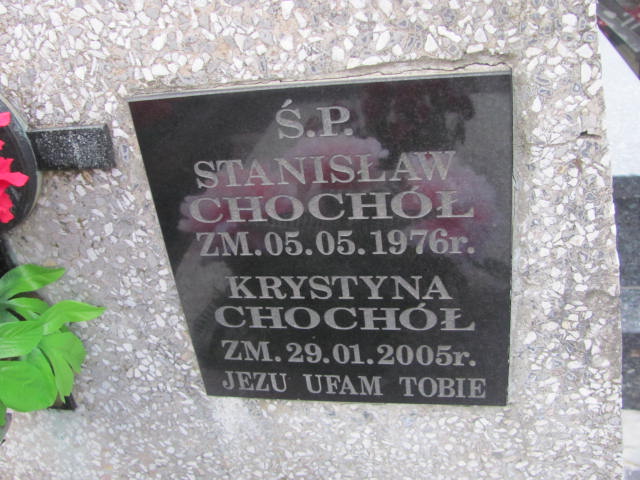 Ś.P.
STANISŁAW
CHOCHÓŁ
ZM.05.05.1976r.
KRYSTYNA
CHOCHÓŁ
ZM.29.01.2005r.
JEZU UFAM TOBIE